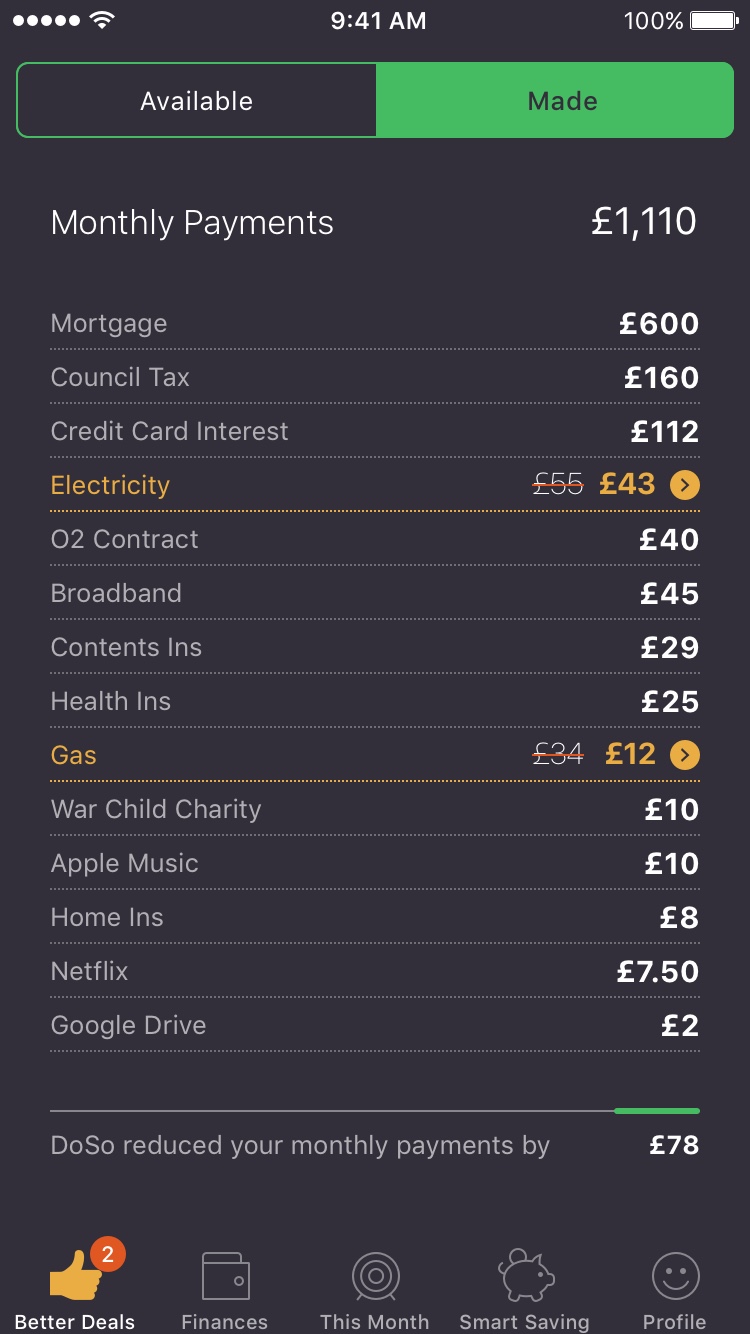 9:41 AM 100%
Available Made
Monthly Payments £1,110
Mortgage £600
Council Tax £160
Credit Card Interest £112
Electricity £55 £43
O2 Contract £40
Broadband £45
Contents Ins £29
Health Ins £25
Gas £34 £12
War Child Charity £10
Apple Music £10
Home Ins £8
Netflix £7.50
Google Drive £2
DoSo reduced your monthly payments by £78
2
Better Deals Finances This Month Smart Saving Profile